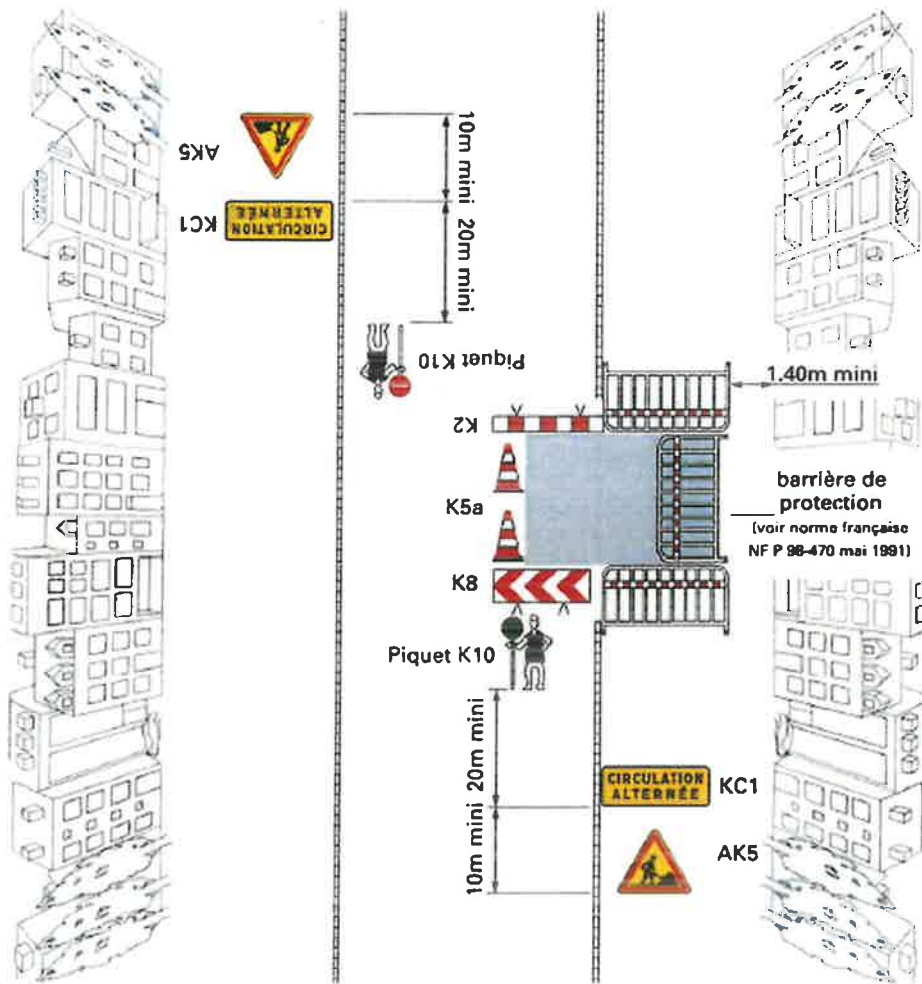 AK5
10m mini
KC1
CIRCULATION
ALTERNÉE
20m mini
Piquet K10
1.40m mini
K2
K5a
barrière de
protection
(voir norme française
NF P 98-470 mai 1991)
K8
Piquet K10
20m mini
CIRCULATION
ALTERNÉE
KC1
10m mini
AK5